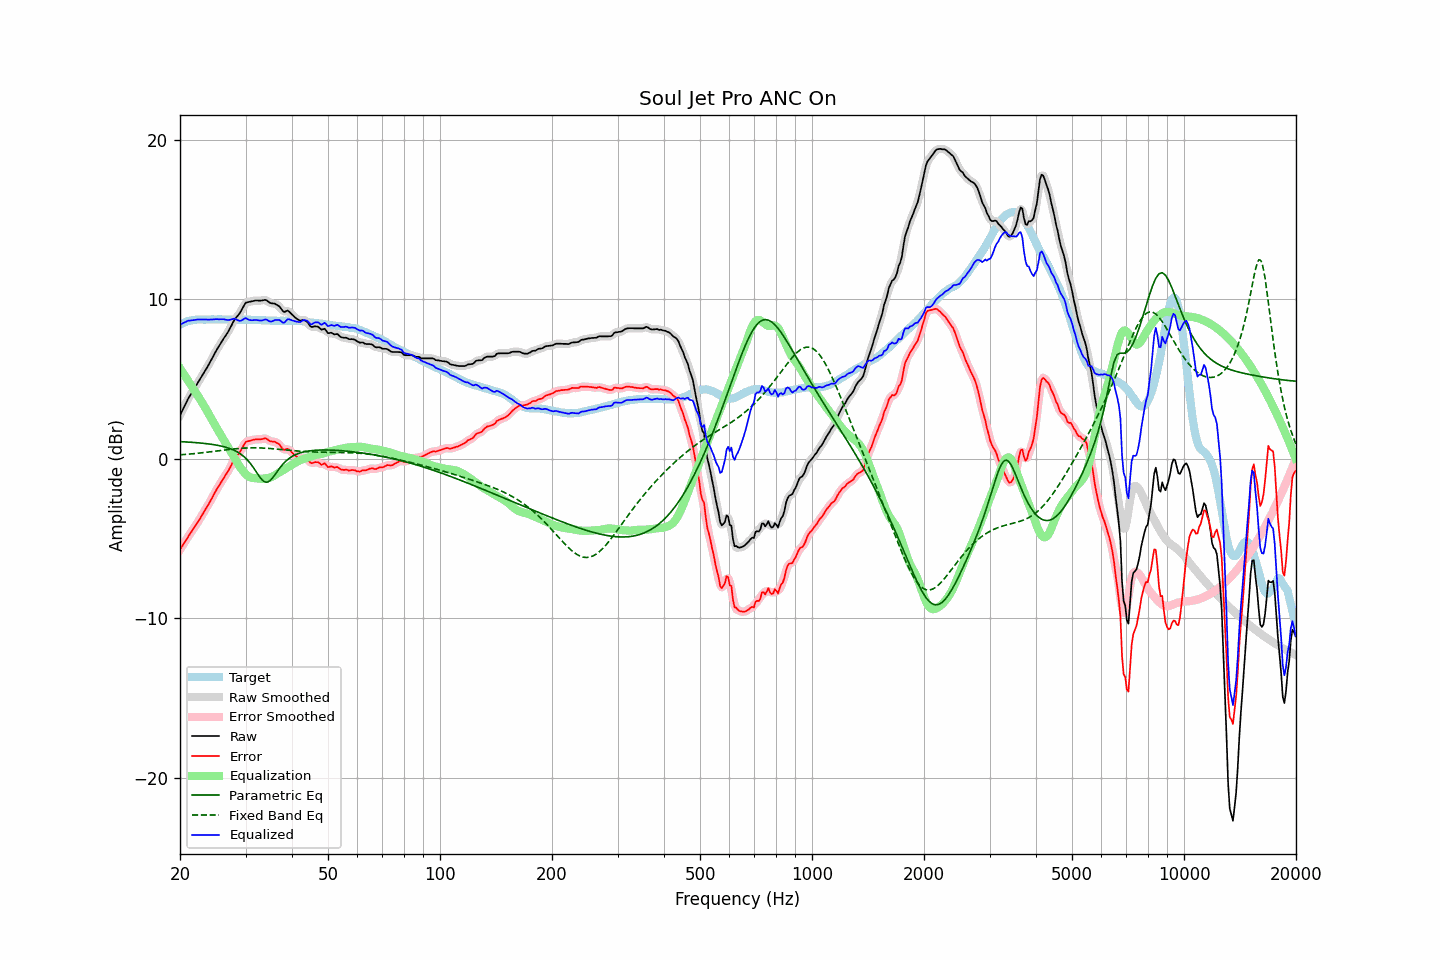 Soul Jet Pro ANC On
20
10
0
−10
−20
Amplitude (dBr)
Target
Raw Smoothed
Error Smoothed
Raw
Error
Equalization
Parametric Eq
Fixed Band Eq
Equalized
20 50 100 200 500 1000 2000 5000 10000 20000
Frequency (Hz)